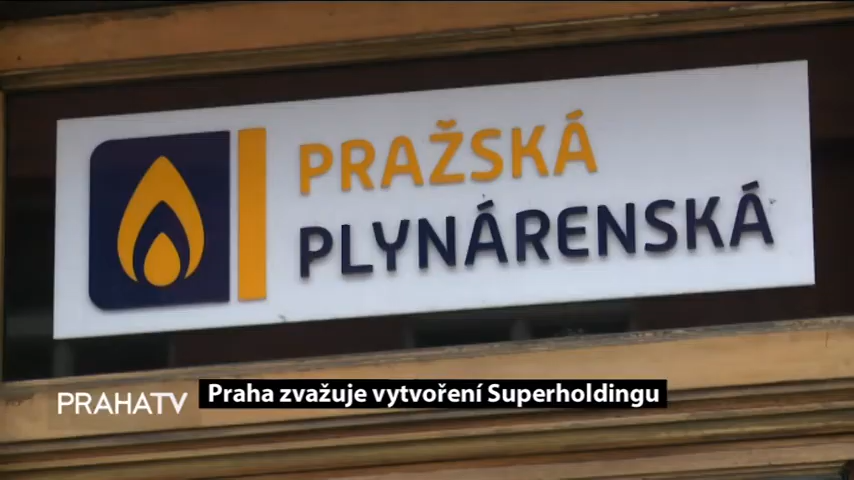 PRAŽSKÁ
PLYNÁRENSKÁ
PRAHATV
Praha zvažuje vytvoření Superholdingu